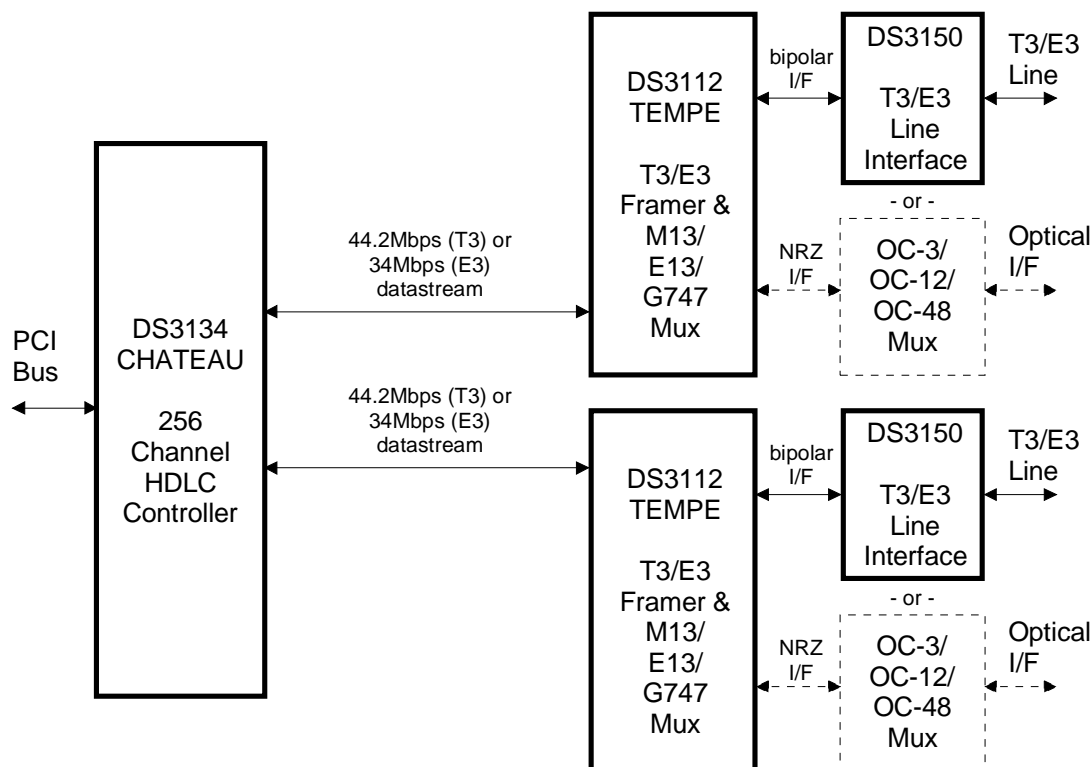 PCI
Bus
DS3134
CHATEAU
256
Channel
HDLC
Controller
44.2Mbps (T3) or
34Mbps (E3)
datastream
44.2Mbps (T3) or
34Mbps (E3)
datastream
DS3112
TEMPE
T3/E3
Framer &
M13/
E13/
G747
Mux
bipolar
I/F
DS3150
T3/E3
Line
Interface
T3/E3
Line
- or -
NRZ
I/F
OC-3/
OC-12/
OC-48
Mux
Optical
I/F
DS3112
TEMPE
T3/E3
Framer &
M13/
E13/
G747
Mux
bipolar
I/F
DS3150
T3/E3
Line
Interface
T3/E3
Line
- or -
NRZ
I/F
OC-3/
OC-12/
OC-48
Mux
Optical
I/F